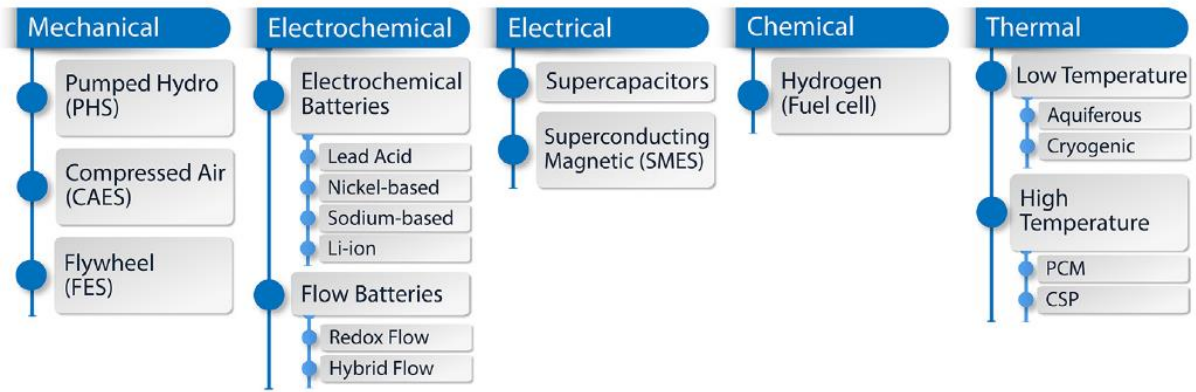 Mechanical
Pumped Hydro
(PHS)
Compressed Air
(CAES)
Flywheel
(FES)
Electrochemical
Electrochemical
Batteries
Lead Acid
Nickel-based
Sodium-based
Li-ion
Flow Batteries
Redox Flow
Hybrid Flow
Electrical
Supercapacitors
Superconducting
Magnetic (SMES)
Chemical
Hydrogen
(Fuel cell)
Thermal
Low Temperature
Aquiferous
Cryogenic
High
Temperature
PCM
CSP